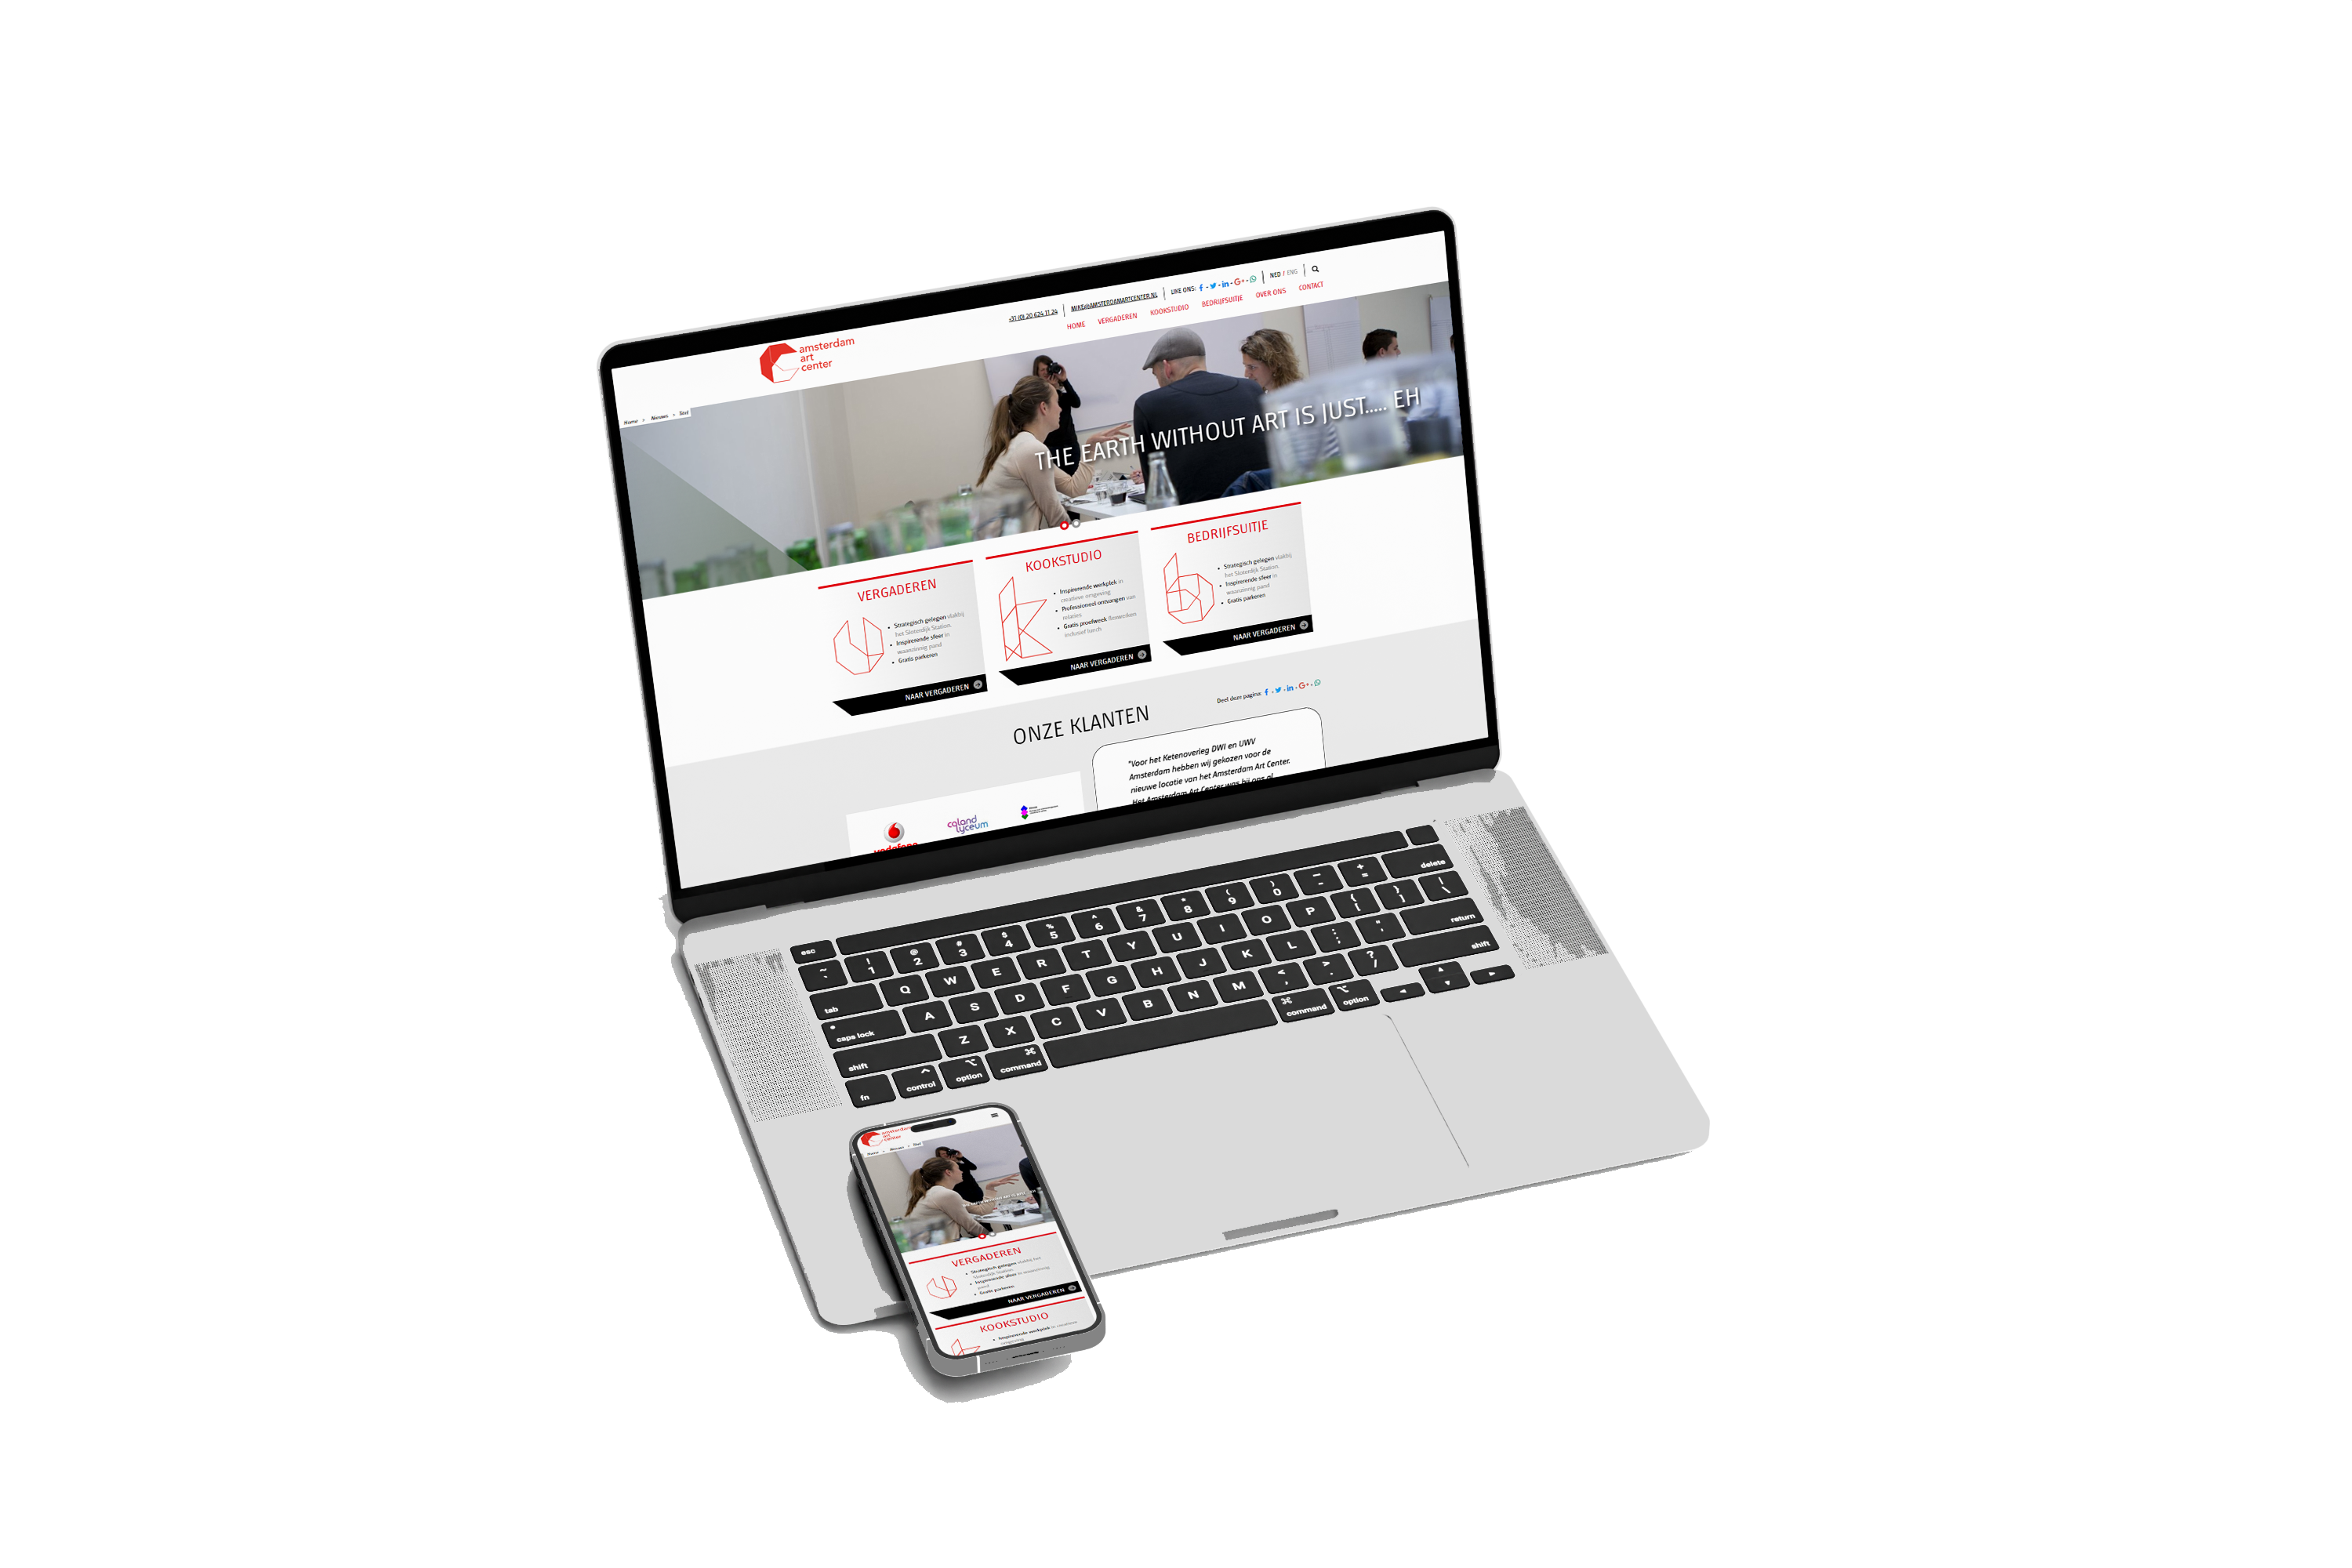 +31 (0) 20 624 11 24
MIKE@AMSTERDAMARTCENTER.NL
LIKE ONS:
NED / ENG
HOME VERGADEREN KOOKSTUDIO BEDRIJFSUITJE OVER ONS CONTACT
amsterdam
art
center
Home > Nieuws >
THE EARTH WITHOUT ART IS JUST..... EH
VERGADEREN
Strategisch gelegen vlakbij
het Sloterdijk Station
Inspirerende sfeer in
waanzinnig pand
Gratis parkeren
NAAR VERGADEREN
KOOKSTUDIO
Inspirerende werkplek in
creatieve omgeving
Professioneel ontvangen van
relaties
Gratis proefweek flexwerken
inclusief lunch
NAAR VERGADEREN
BEDRIJFSUITJE
Strategisch gelegen vlakbij
het Sloterdijk Station
Inspirerende sfeer in
waanzinnig pand
Gratis parkeren
NAAR VERGADEREN
Deel deze pagina:
ONZE KLANTEN
"Voor het Ketenoverleg DWI en UWV
Amsterdam hebben wij gekozen voor de
nieuwe locatie van het Amsterdam Art Center.
Het Amsterdam Art Center was bij ons al
vodafone
caland
lyceum
esc
~ ! 1 @ 2 # 3 $ 4 % 5 ^ 6 & 7 * 8 ( 9 ) 0 – - + = delete
tab Q W E R T Y U I O P { [ } ] | \
caps lock A S D F G H J K L : ; " ' return
shift Z X C V B N M < , > . ? / shift
fn control option command command option
amsterdam
art
center
Home > Nieuws >
VERGADEREN
Strategisch gelegen vlakbij het
Sloterdijk Station
Inspirerende sfeer in waanzinnig
pand
Gratis parkeren
NAAR VERGADEREN
KOOKSTUDIO
Inspirerende werkplek in creatieve
omgeving